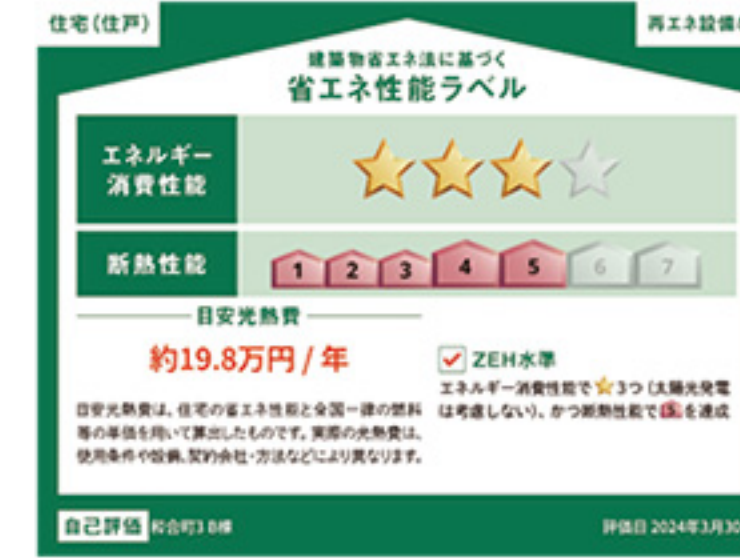 住宅(住戸)
再エネ設備
建築物省エネ法に基づく
省エネ性能ラベル
エネルギー
消費性能
断熱性能
1 2 3 4 5 6 7
目安光熱費
約19.8万円 / 年
目安光熱費は、住宅の省エネ性能と全国一律の燃料
等の単価を用いて算出したものです。実際の光熱費は、
使用条件や設備、契約会社・方法などにより異なります。
ZEH水準
エネルギー消費性能で★3つ(太陽光発電
は考慮しない)、かつ断熱性能で5を達成
自己評価 和合町3 B棟
評価日 2024年3月30